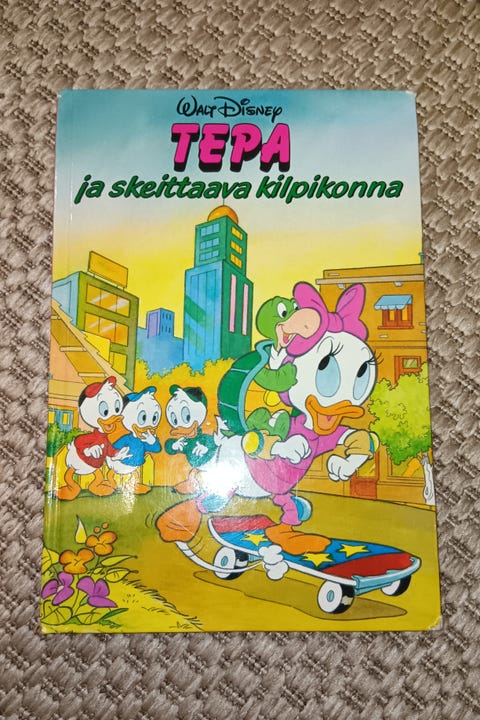 Walt Disney
TEPA
ja skeittaava kilpikonna